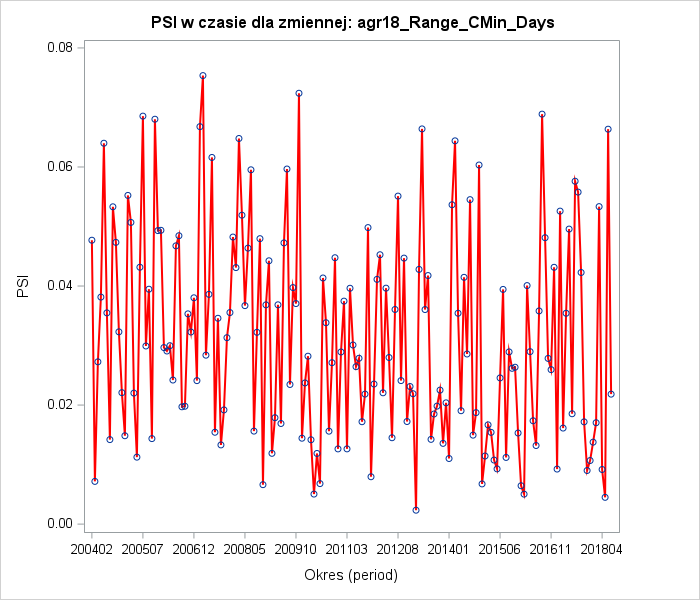 PSI w czasie dla zmiennej: agr18_Range_CMin_Days
0.08
0.06
0.04
0.02
0.00
PSI
200402 200507 200612 200805 200910 201103 201208 201401 201506 201611 201804
Okres (period)